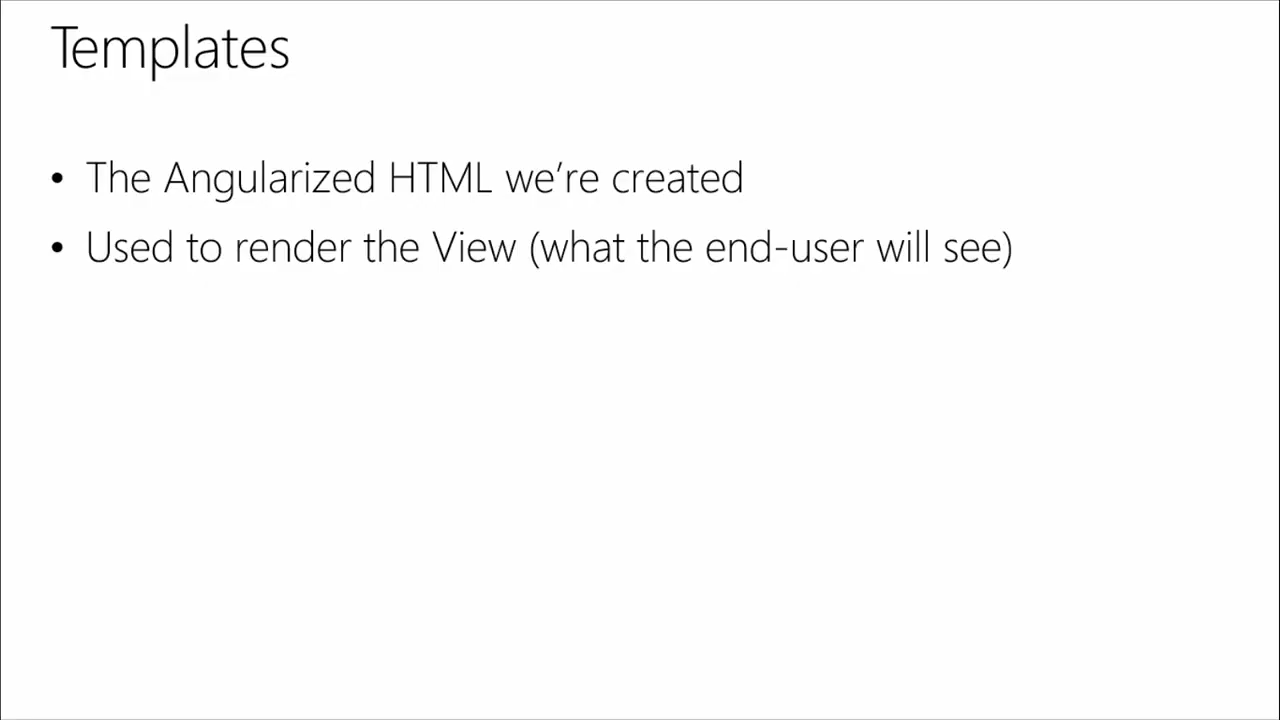 Templates
• The Angularized HTML we're created
• Used to render the View (what the end-user will see)